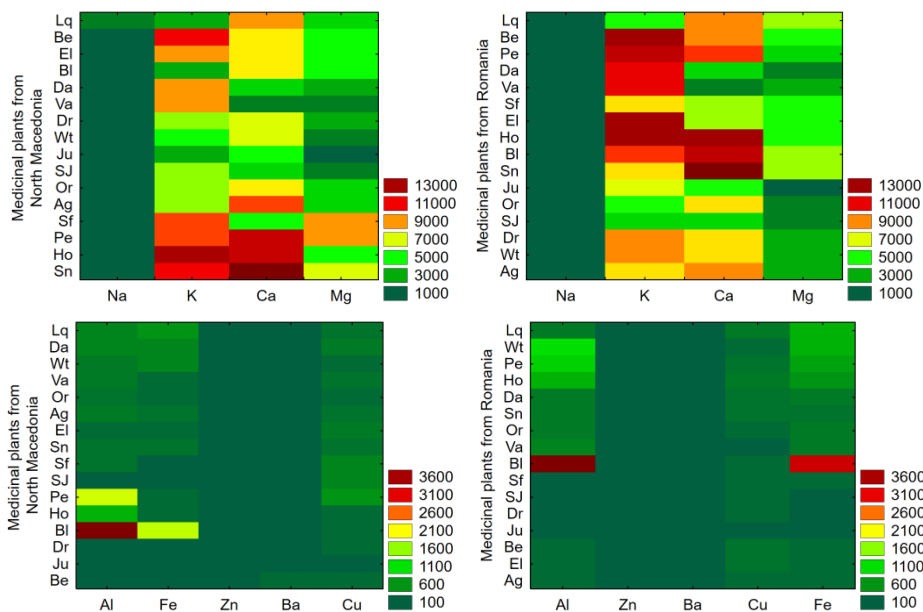 Medicinal plants from
North Macedonia
Lq
Be
El
Bl
Da
Va
Dr
Wt
Ju
SJ
Or
Ag
Sf
Pe
Ho
Sn
Na K Ca Mg
13000
11000
9000
7000
5000
3000
1000
Medicinal plants from Romania
Lq
Be
Pe
Da
Va
Sf
El
Ho
Bl
Sn
Ju
Or
SJ
Dr
Wt
Ag
Na K Ca Mg
13000
11000
9000
7000
5000
3000
1000
Medicinal plants from
North Macedonia
Lq
Da
Wt
Va
Or
Ag
El
Sn
Sf
SJ
Pe
Ho
Bl
Dr
Ju
Be
Al Fe Zn Ba Cu
3600
3100
2600
2100
1600
1100
600
100
Medicinal plants from Romania
Lq
Wt
Pe
Ho
Da
Sn
Or
Va
Bl
Sf
SJ
Dr
Ju
Be
El
Ag
Al Zn Ba Cu Fe
3600
3100
2600
2100
1600
1100
600
100